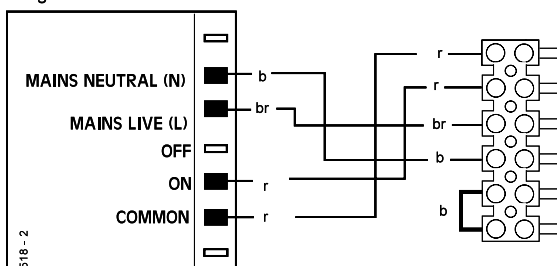 MAINS NEUTRAL (N)
MAINS LIVE (L)
OFF
ON
COMMON
b
br
r
r
r
r
br
b
b
518 - 2